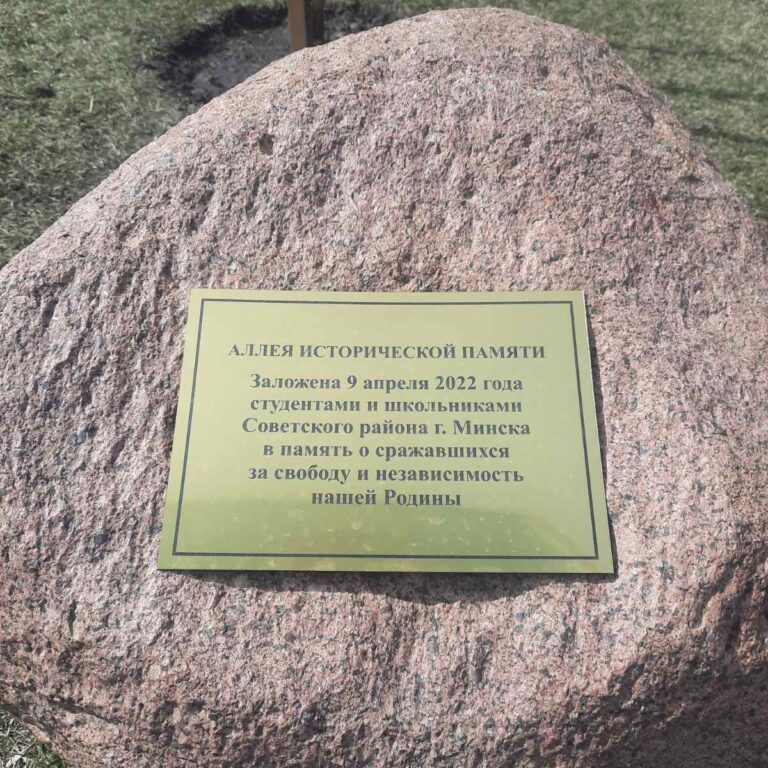 АЛЛЕЯ ИСТОРИЧЕСКОЙ ПАМЯТИ
Заложена 9 апреля 2022 года
студентами и школьниками
Советского района г. Минска
в память о сражавшихся
за свободу и независимость
нашей Родины